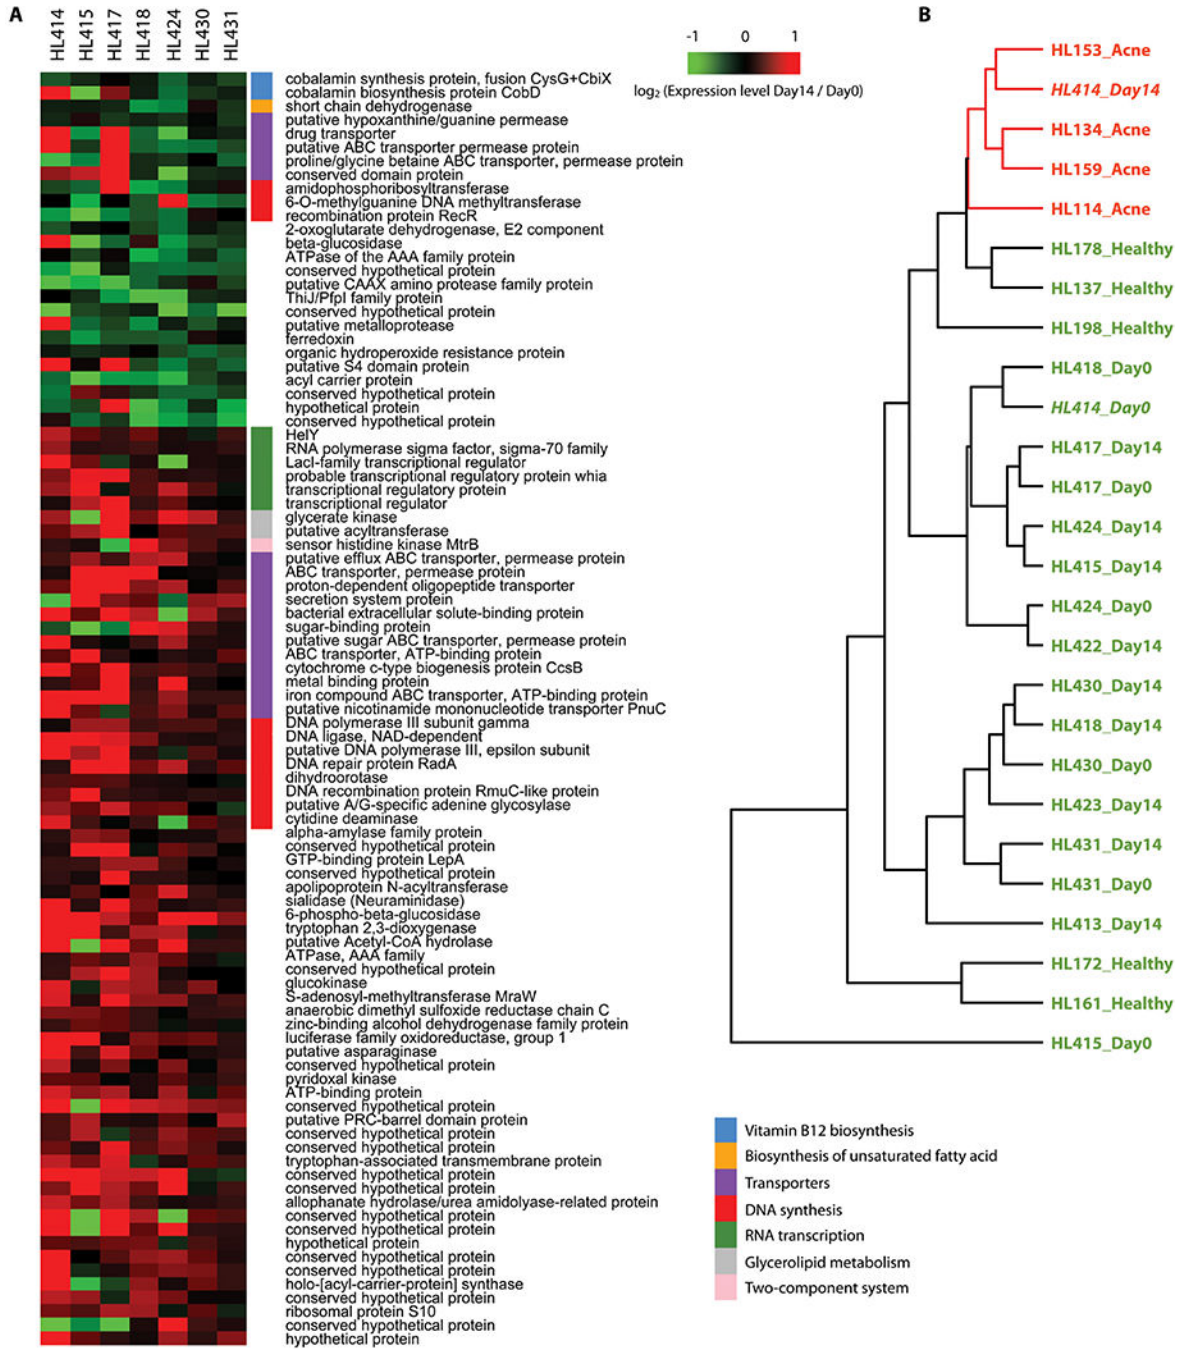 A
HL414
HL415
HL417
HL418
HL424
HL430
HL431
-1 0 1
log₂ (Expression level Day14 / Day0)
cobalamin synthesis protein, fusion CysG+CbiX
cobalamin biosynthesis protein CobD
short chain dehydrogenase
putative hypoxanthine/guanine permease
drug transporter
putative ABC transporter permease protein
proline/glycine betaine ABC transporter, permease protein
conserved domain protein
amidophosphoribosyltransferase
6-O-methylguanine DNA methyltransferase
recombination protein RecR
2-oxoglutarate dehydrogenase, E2 component
beta-glucosidase
ATPase of the AAA family protein
conserved hypothetical protein
putative CAAX amino protease family protein
ThiJ/PfpI family protein
conserved hypothetical protein
putative metalloprotease
ferredoxin
organic hydroperoxide resistance protein
putative S4 domain protein
acyl carrier protein
conserved hypothetical protein
hypothetical protein
conserved hypothetical protein
HelY
RNA polymerase sigma factor, sigma-70 family
LacI-family transcriptional regulator
probable transcriptional regulatory protein whia
transcriptional regulatory protein
transcriptional regulator
glycerate kinase
putative acyltransferase
sensor histidine kinase MtrB
putative efflux ABC transporter, permease protein
ABC transporter, permease protein
proton-dependent oligopeptide transporter
secretion system protein
bacterial extracellular solute-binding protein
sugar-binding protein
putative sugar ABC transporter, permease protein
ABC transporter, ATP-binding protein
cytochrome c-type biogenesis protein CcsB
metal binding protein
iron compound ABC transporter, ATP-binding protein
putative nicotinamide mononucleotide transporter PnuC
DNA polymerase III subunit gamma
DNA ligase, NAD-dependent
putative DNA polymerase III, epsilon subunit
DNA repair protein RadA
dihydroorotase
DNA recombination protein RmuC-like protein
putative A/G-specific adenine glycosylase
cytidine deaminase
alpha-amylase family protein
conserved hypothetical protein
GTP-binding protein LepA
conserved hypothetical protein
apolipoprotein N-acyltransferase
sialidase (Neuraminidase)
6-phospho-beta-glucosidase
tryptophan 2,3-dioxygenase
putative Acetyl-CoA hydrolase
ATPase, AAA family
conserved hypothetical protein
glucokinase
S-adenosyl-methyltransferase MraW
anaerobic dimethyl sulfoxide reductase chain C
zinc-binding alcohol dehydrogenase family protein
luciferase family oxidoreductase, group 1
putative asparaginase
conserved hypothetical protein
pyridoxal kinase
ATP-binding protein
conserved hypothetical protein
putative PRC-barrel domain protein
conserved hypothetical protein
conserved hypothetical protein
tryptophan-associated transmembrane protein
conserved hypothetical protein
conserved hypothetical protein
allophanate hydrolase/urea amidolyase-related protein
conserved hypothetical protein
conserved hypothetical protein
hypothetical protein
conserved hypothetical protein
conserved hypothetical protein
holo-[acyl-carrier-protein] synthase
conserved hypothetical protein
ribosomal protein S10
conserved hypothetical protein
hypothetical protein
B
HL153_Acne
HL414_Day14
HL134_Acne
HL159_Acne
HL114_Acne
HL178_Healthy
HL137_Healthy
HL198_Healthy
HL418_Day0
HL414_Day0
HL417_Day14
HL417_Day0
HL424_Day14
HL415_Day14
HL424_Day0
HL422_Day14
HL430_Day14
HL418_Day14
HL430_Day0
HL423_Day14
HL431_Day14
HL431_Day0
HL413_Day14
HL172_Healthy
HL161_Healthy
HL415_Day0
Vitamin B12 biosynthesis
Biosynthesis of unsaturated fatty acid
Transporters
DNA synthesis
RNA transcription
Glycerolipid metabolism
Two-component system